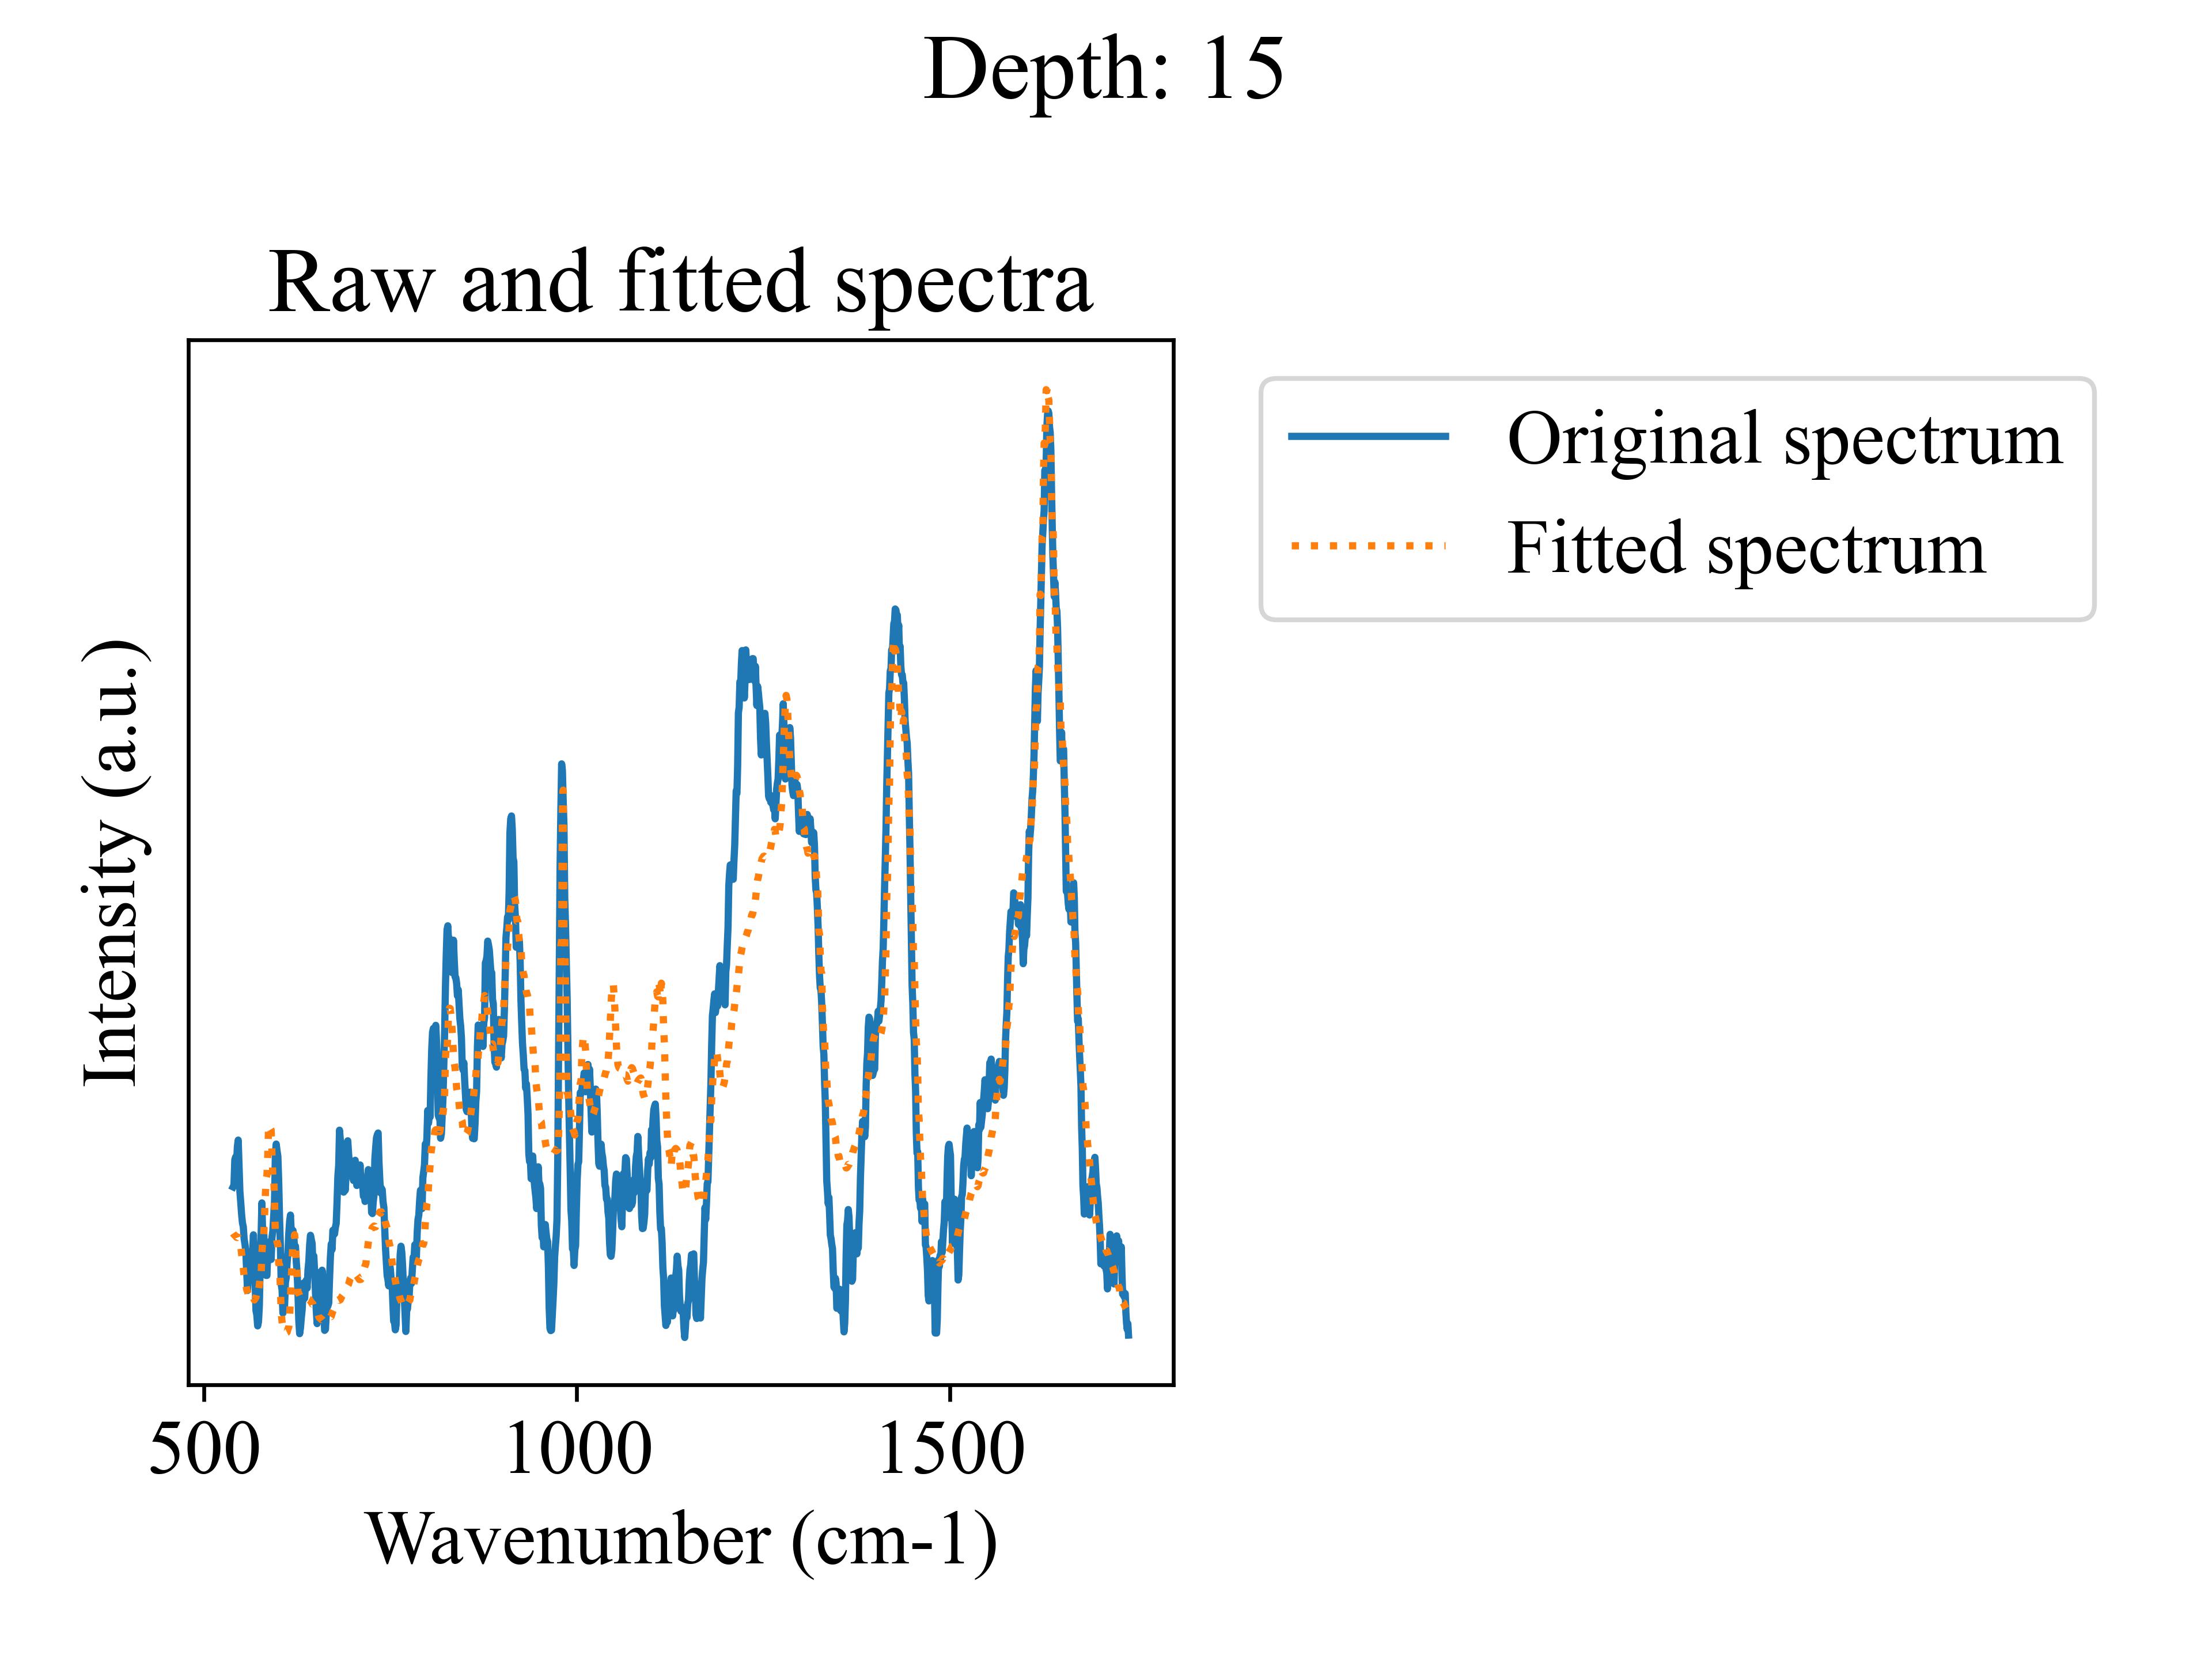 Depth: 15
Raw and fitted spectra
Original spectrum
Fitted spectrum
Intensity (a.u.)
500 1000 1500
Wavenumber (cm-1)